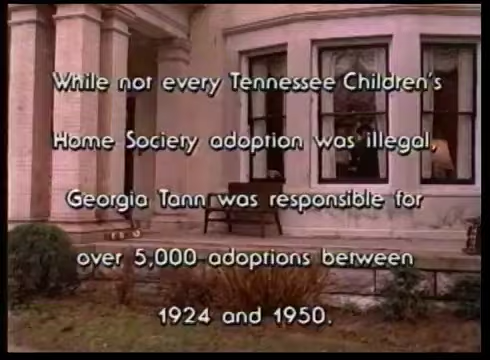 While not every Tennessee Children's
Home Society adoption was illegal,
Georgia Tann was responsible for
over 5,000 adoptions between
1924 and 1950.